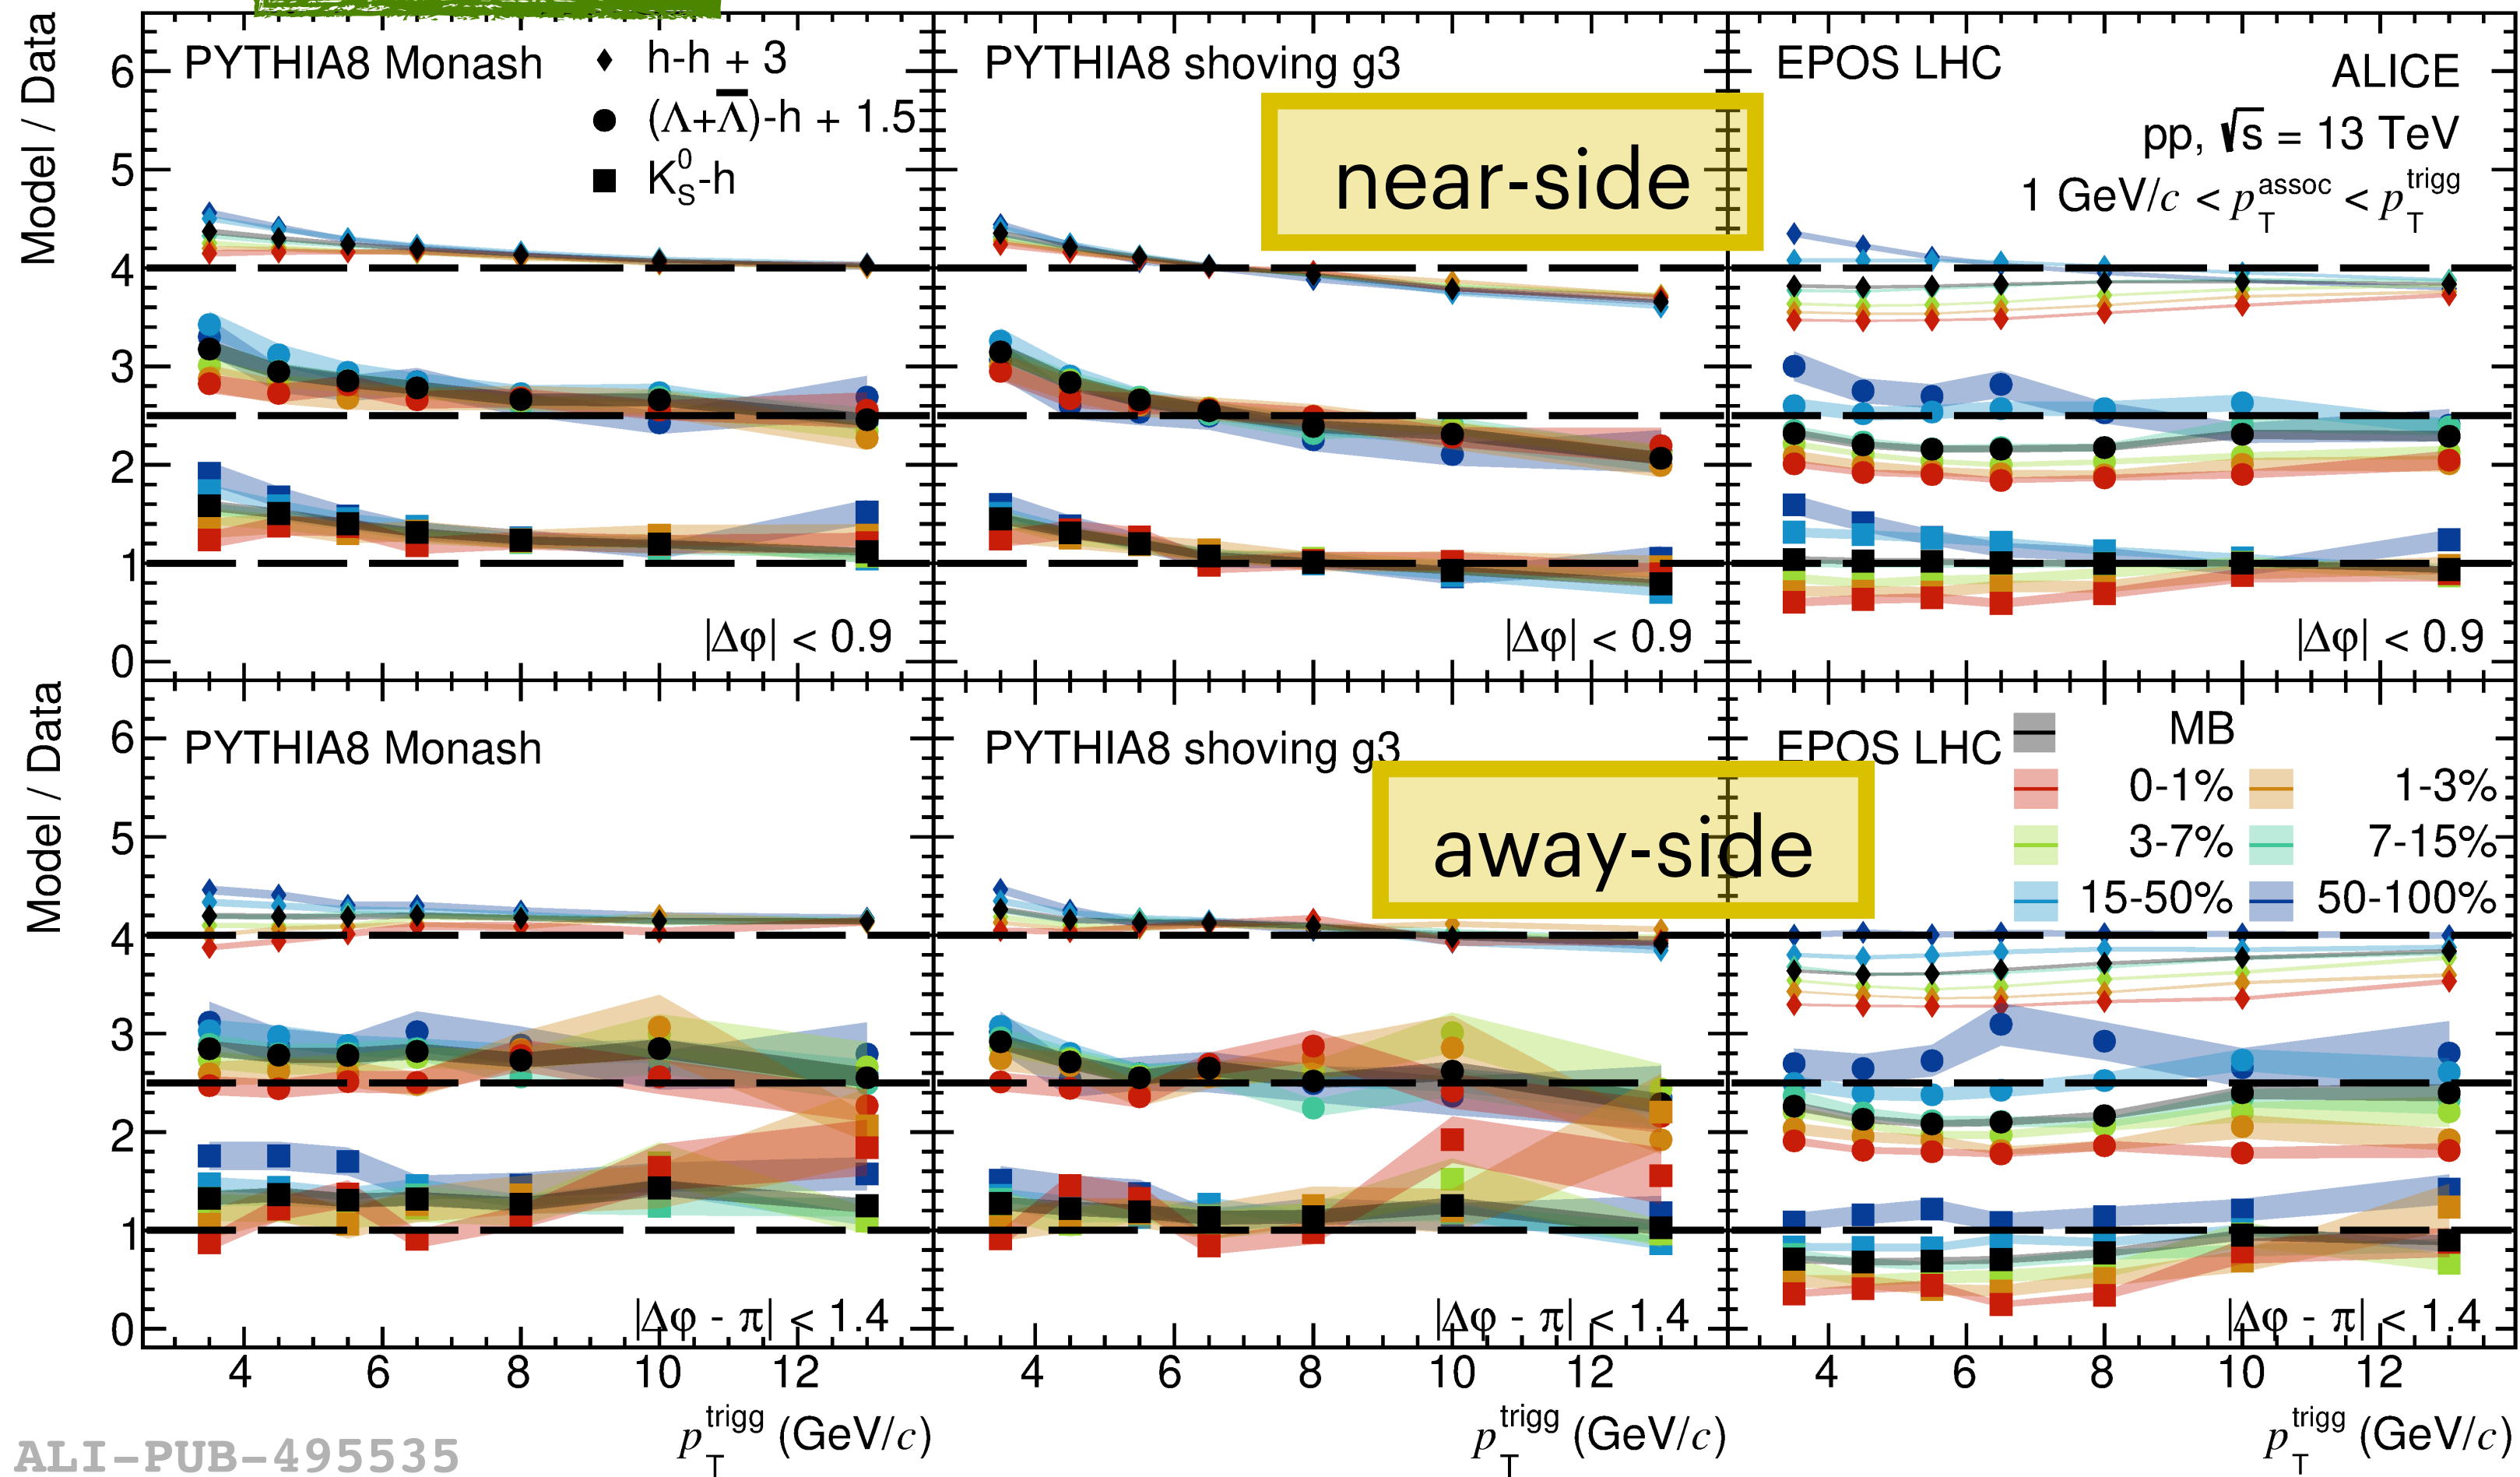 Model / Data
PYTHIA8 Monash
h-h + 3
(Λ+Λ̅)-h + 1.5
K⁰_S-h
PYTHIA8 shoving g3
EPOS LHC
ALICE
pp, √s = 13 TeV
1 GeV/c < p_T^assoc < p_T^trigg
near-side
6
5
4
3
2
1
0
|Δφ| < 0.9
|Δφ| < 0.9
|Δφ| < 0.9
Model / Data
PYTHIA8 Monash
PYTHIA8 shoving g3
EPOS LHC
away-side
MB
0-1% 1-3%
3-7% 7-15%
15-50% 50-100%
6
5
4
3
2
1
0
|Δφ - π| < 1.4
|Δφ - π| < 1.4
|Δφ - π| < 1.4
4 6 8 10 12 4 6 8 10 12 4 6 8 10 12
p_T^trigg (GeV/c)
p_T^trigg (GeV/c)
p_T^trigg (GeV/c)
ALI-PUB-495535